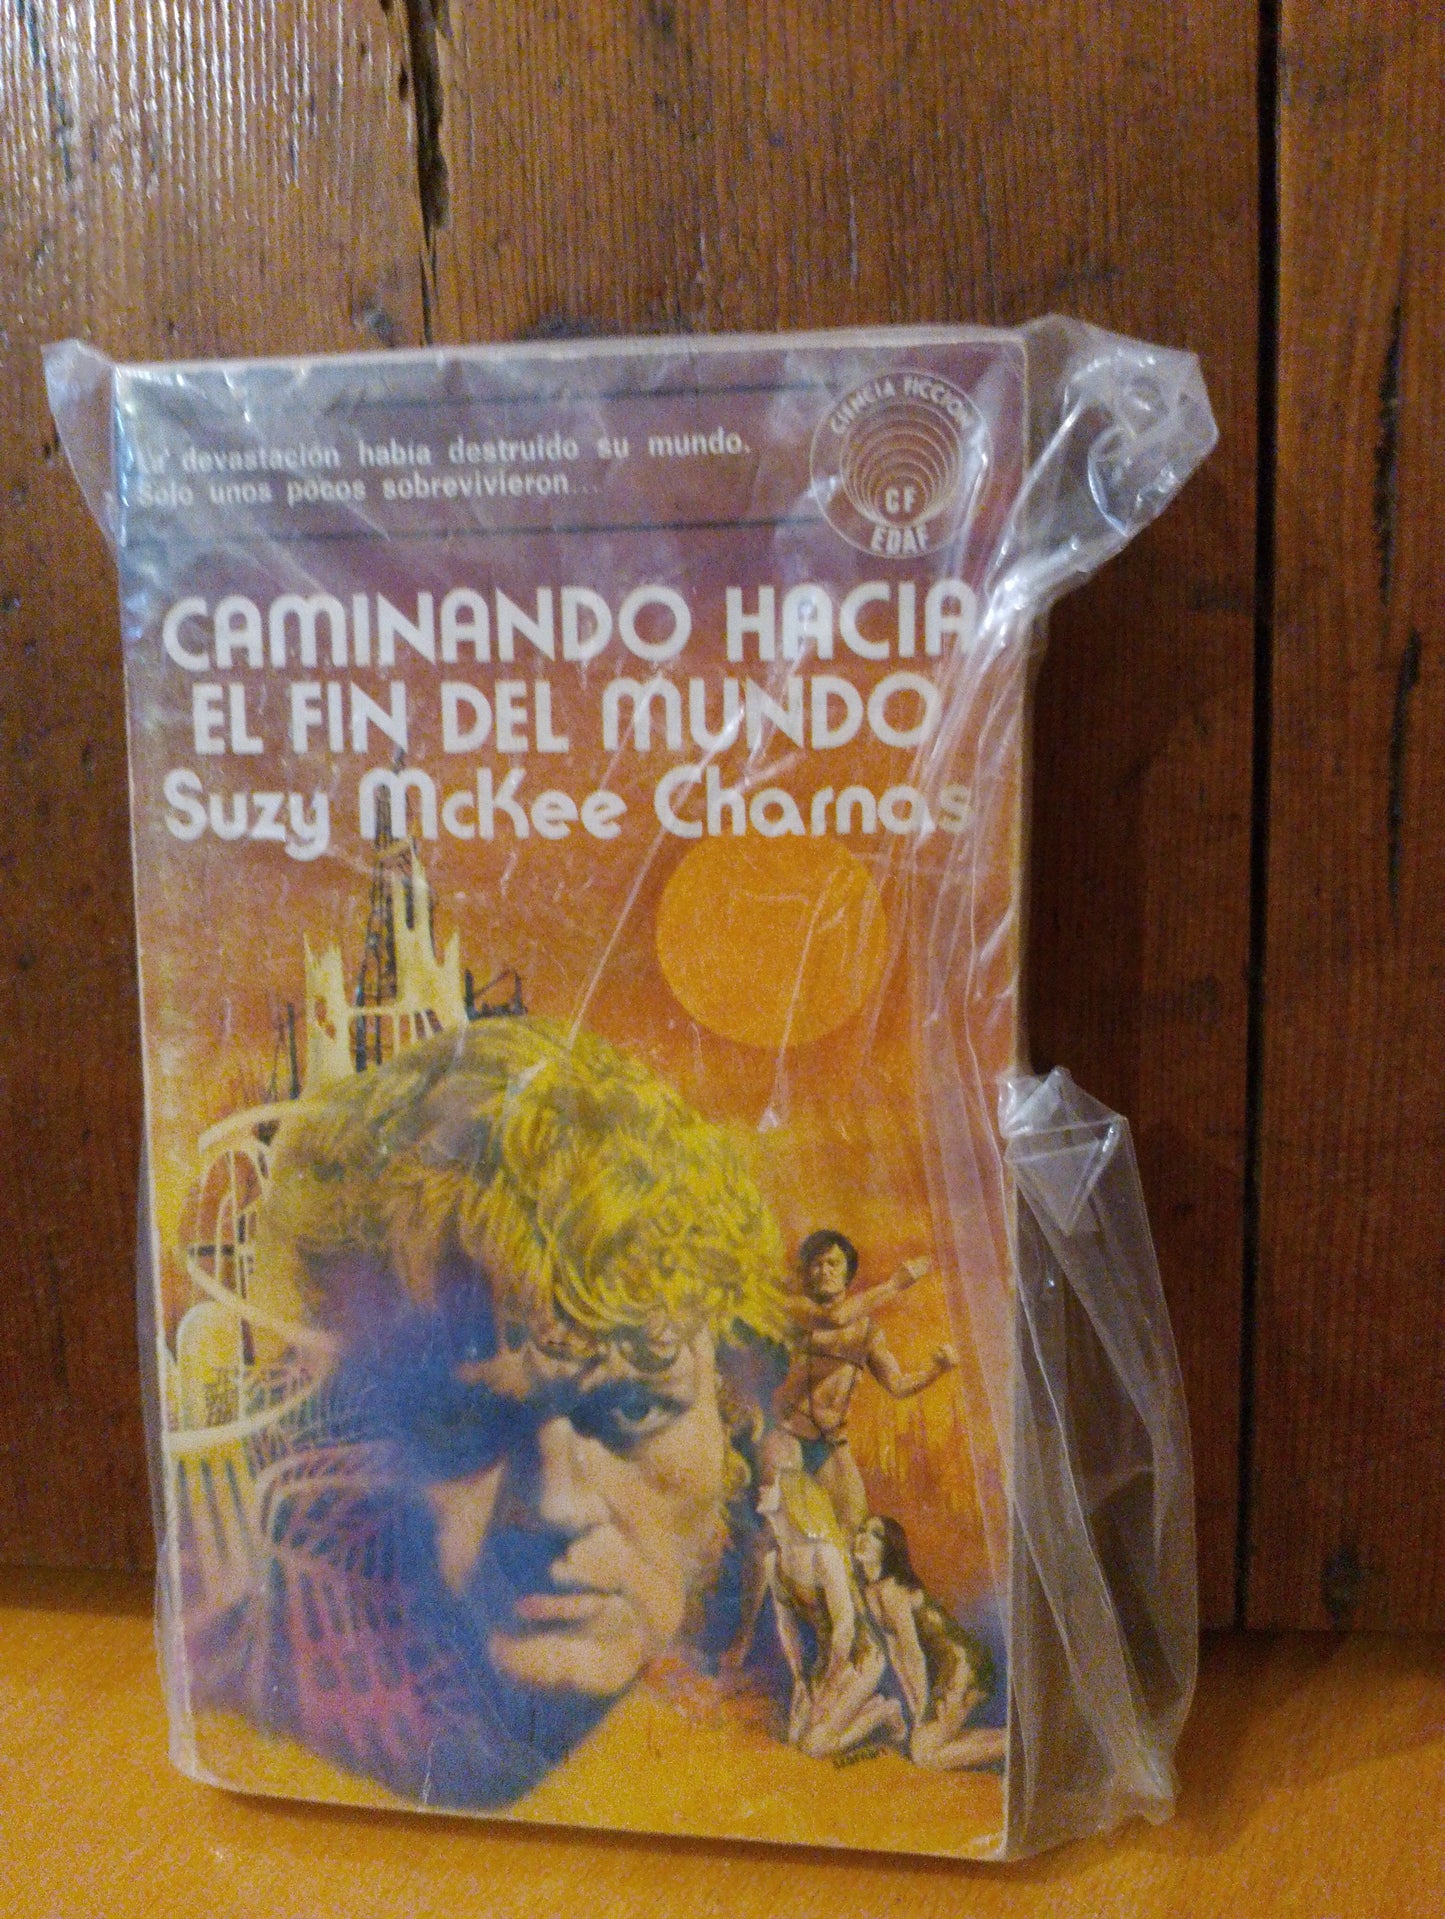 La devastación había destruido su mundo.
Sólo unos pocos sobrevivieron...
CIENCIA FICCION
CF
EDAF
CAMINANDO HACIA
EL FIN DEL MUNDO
Suzy McKee Charnas